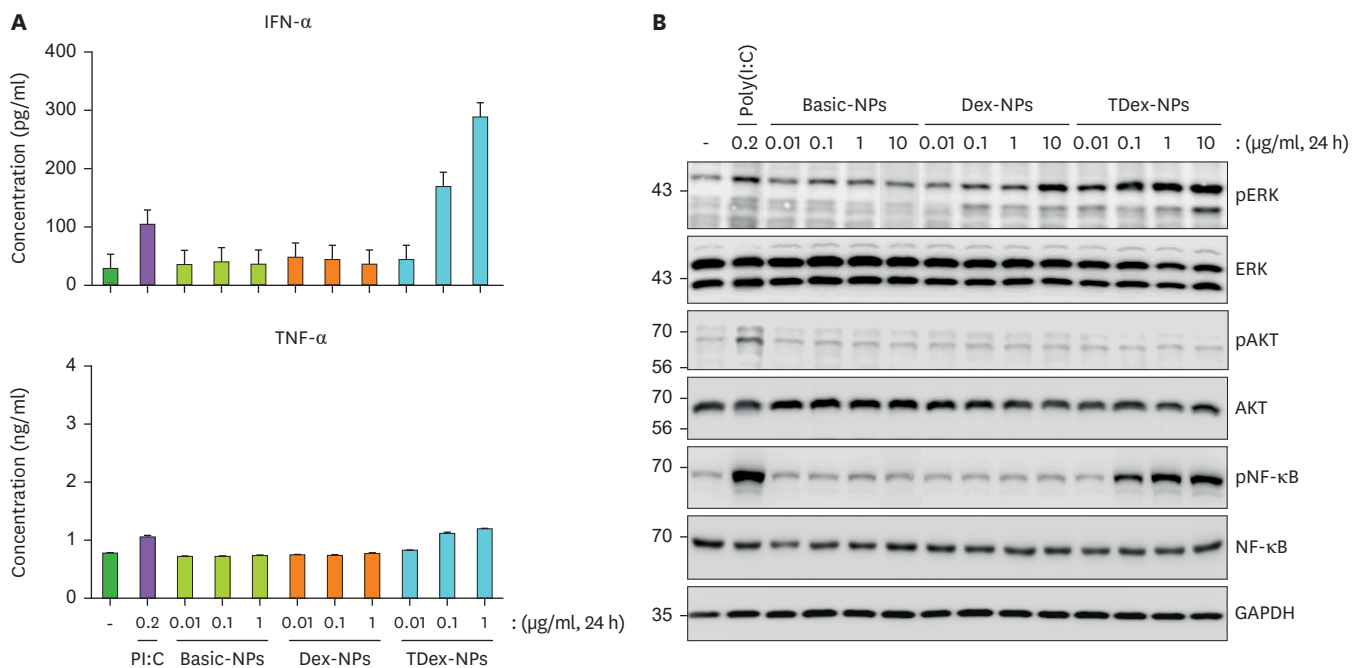 A
IFN-α
Concentration (pg/ml)
400
300
200
100
0
TNF-α
Concentration (ng/ml)
4
3
2
1
0
- 0.2 0.01 0.1 1 0.01 0.1 1 0.01 0.1 1 : (µg/ml, 24 h)
PI:C Basic-NPs Dex-NPs TDex-NPs
B
Poly(I:C)
Basic-NPs Dex-NPs TDex-NPs
- 0.2 0.01 0.1 1 10 0.01 0.1 1 10 0.01 0.1 1 10 : (µg/ml, 24 h)
43 pERK
43 ERK
70 pAKT
56
70 AKT
56
70 pNF-κB
70 NF-κB
35 GAPDH